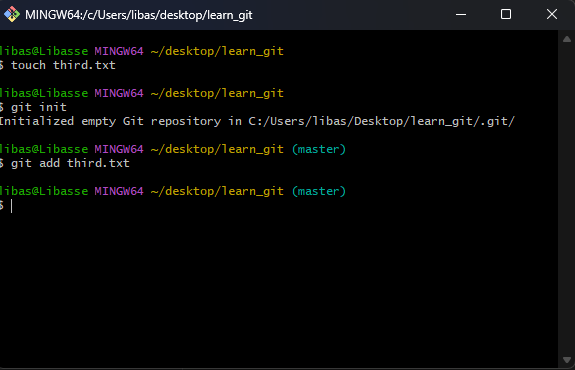 MINGW64:/c/Users/libas/desktop/learn_git
libas@Libasse MINGW64 ~/desktop/learn_git
$ touch third.txt
libas@Libasse MINGW64 ~/desktop/learn_git
$ git init
Initialized empty Git repository in C:/Users/libas/Desktop/learn_git/.git/
libas@Libasse MINGW64 ~/desktop/learn_git (master)
$ git add third.txt
libas@Libasse MINGW64 ~/desktop/learn_git (master)
$